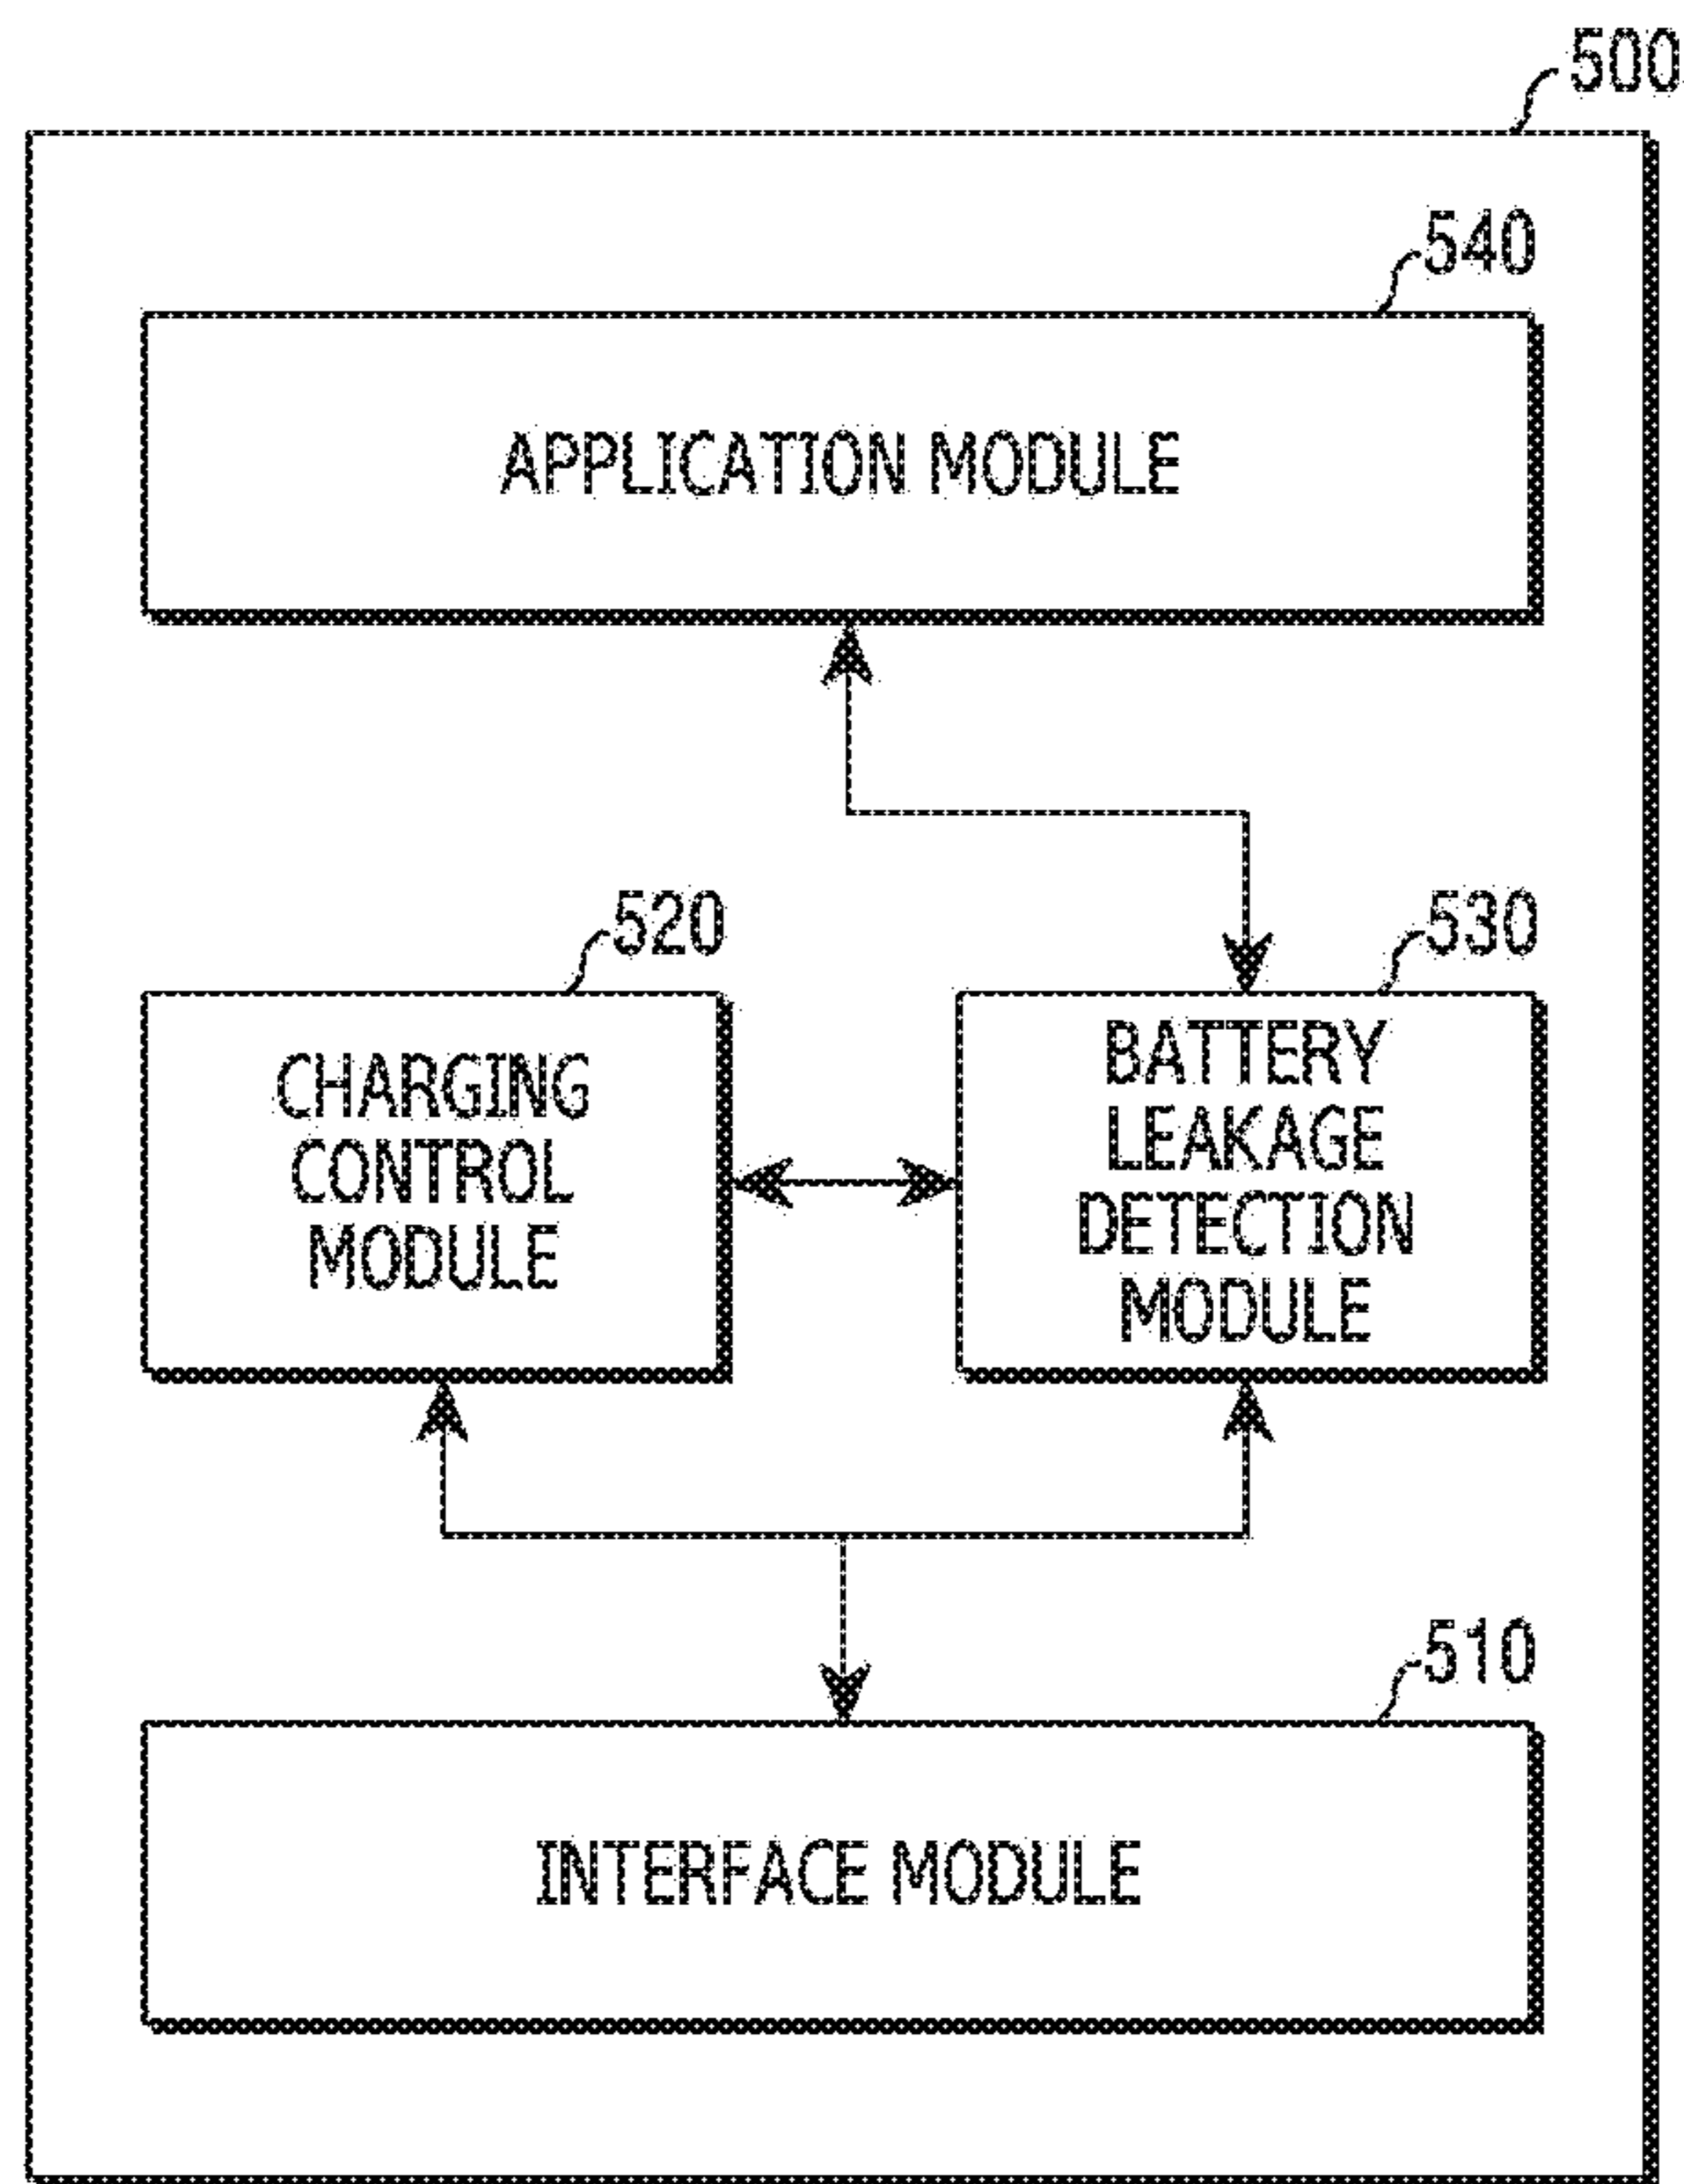 500
540
APPLICATION MODULE
520
530
CHARGING
CONTROL
MODULE
BATTERY
LEAKAGE
DETECTION
MODULE
510
INTERFACE MODULE